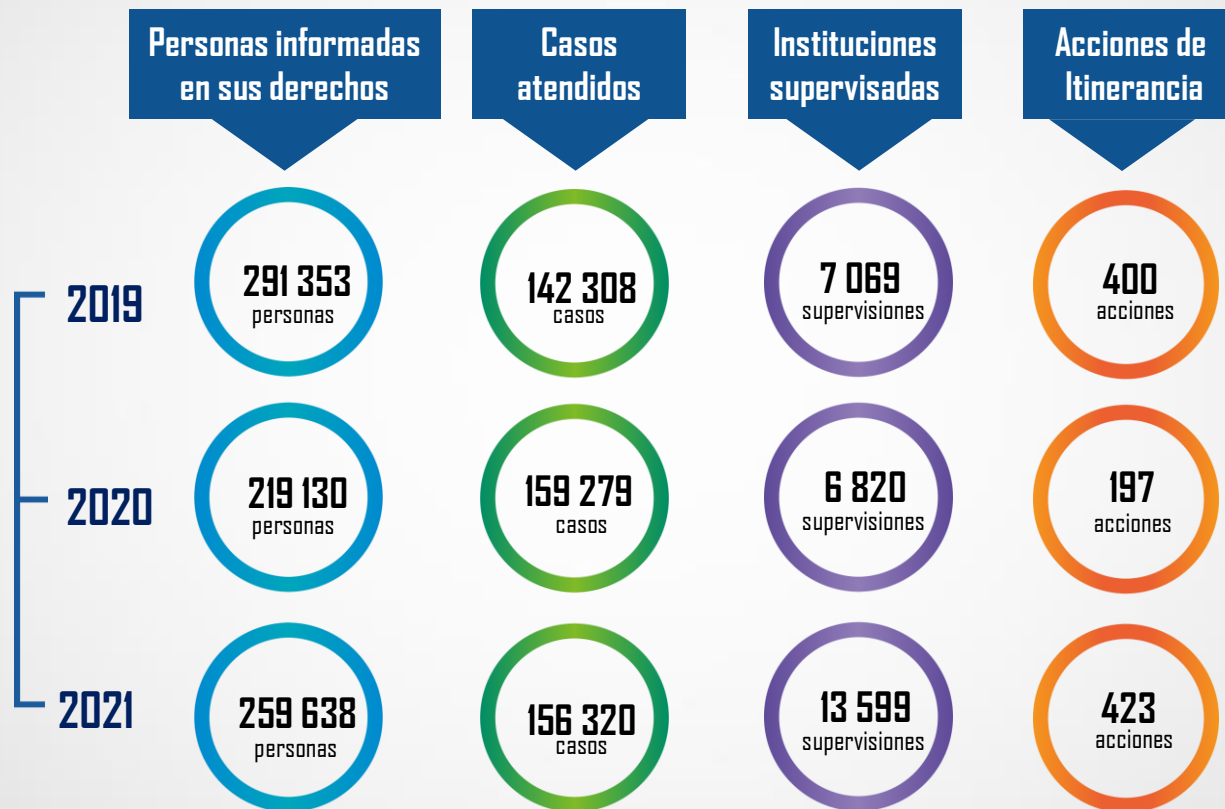 Personas informadas
en sus derechos
Casos
atendidos
Instituciones
supervisadas
Acciones de
Itinerancia
2019
291 353
personas
142 308
casos
7 069
supervisiones
400
acciones
2020
219 130
personas
159 279
casos
6 820
supervisiones
197
acciones
2021
259 638
personas
156 320
casos
13 599
supervisiones
423
acciones